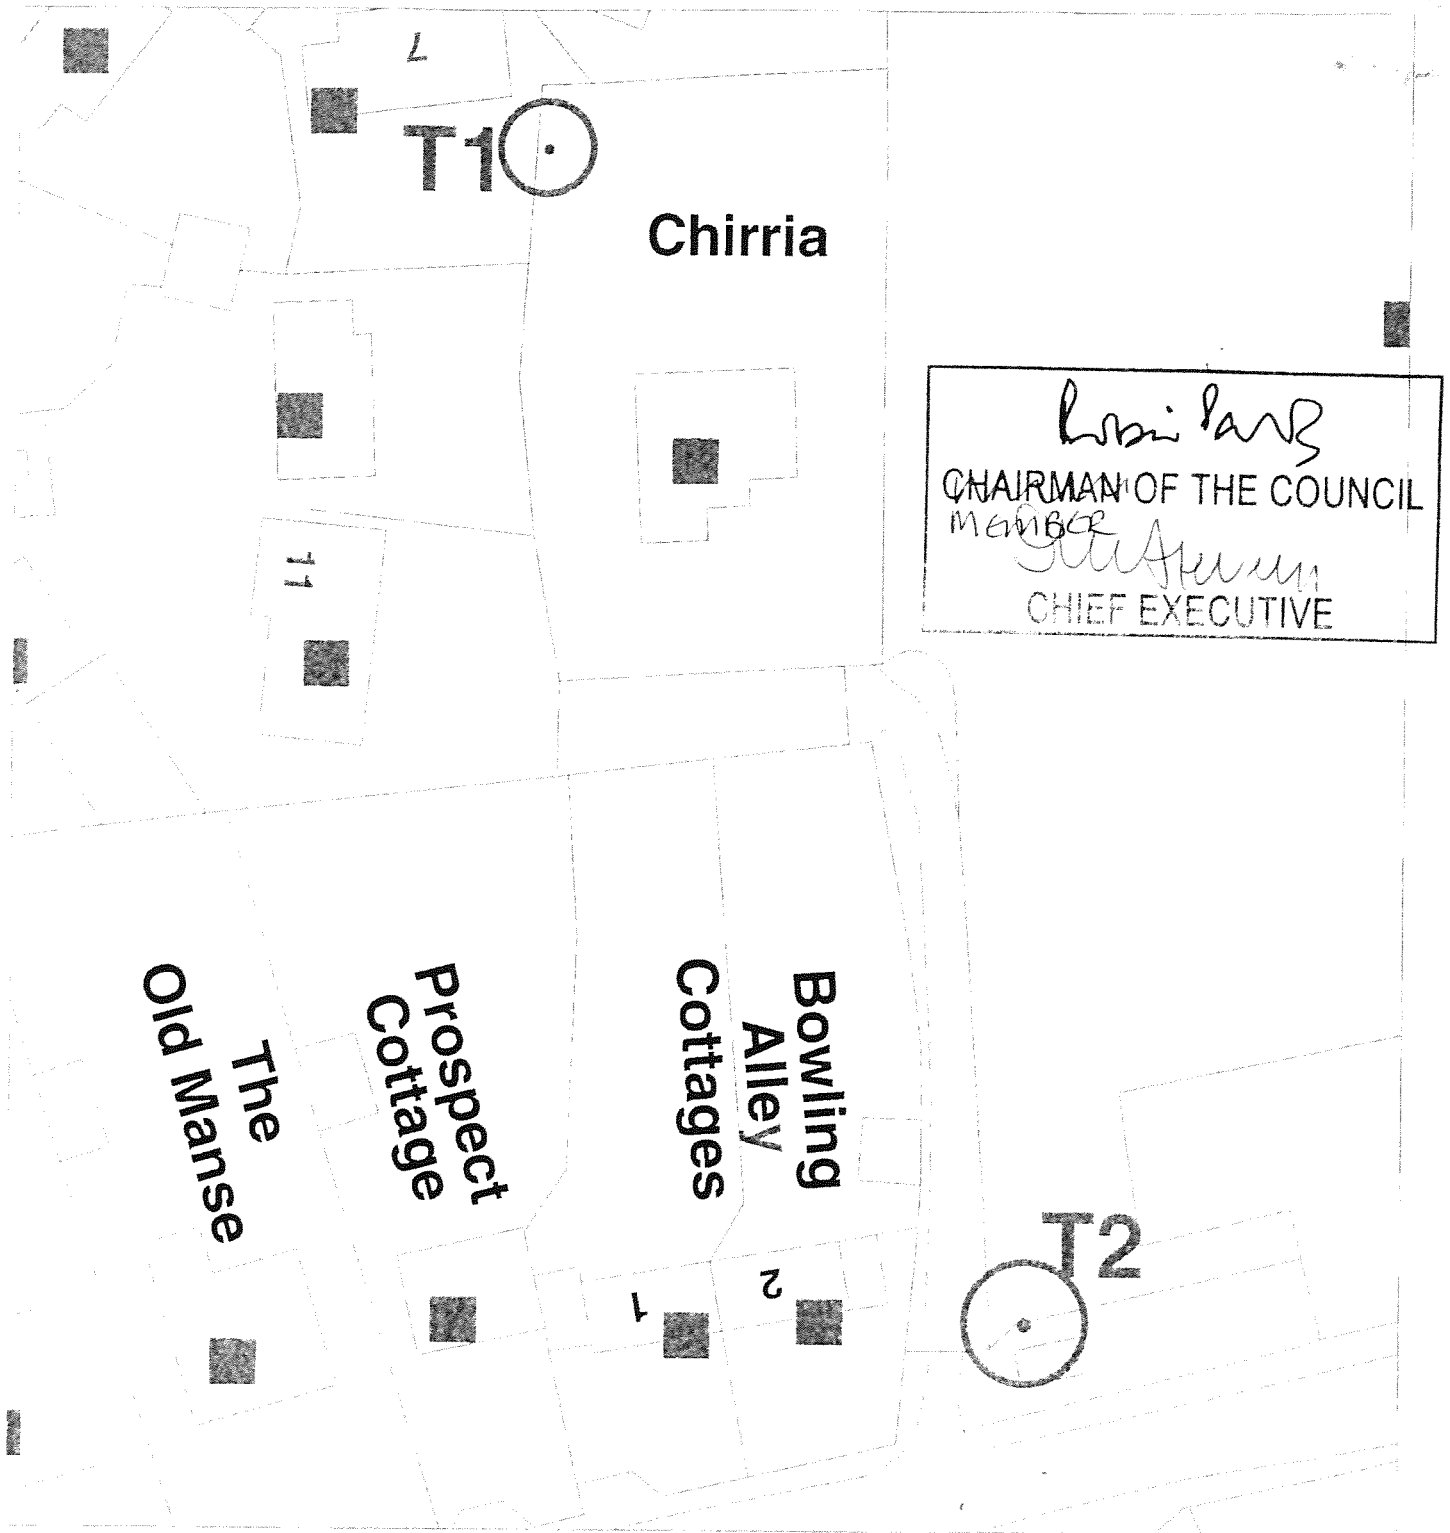 7
T1
Chirria
CHAIRMAN OF THE COUNCIL
MEMBER
CHIEF EXECUTIVE
11
The
Old Manse
Prospect
Cottage
Bowling
Alley
Cottages
1
2
T2